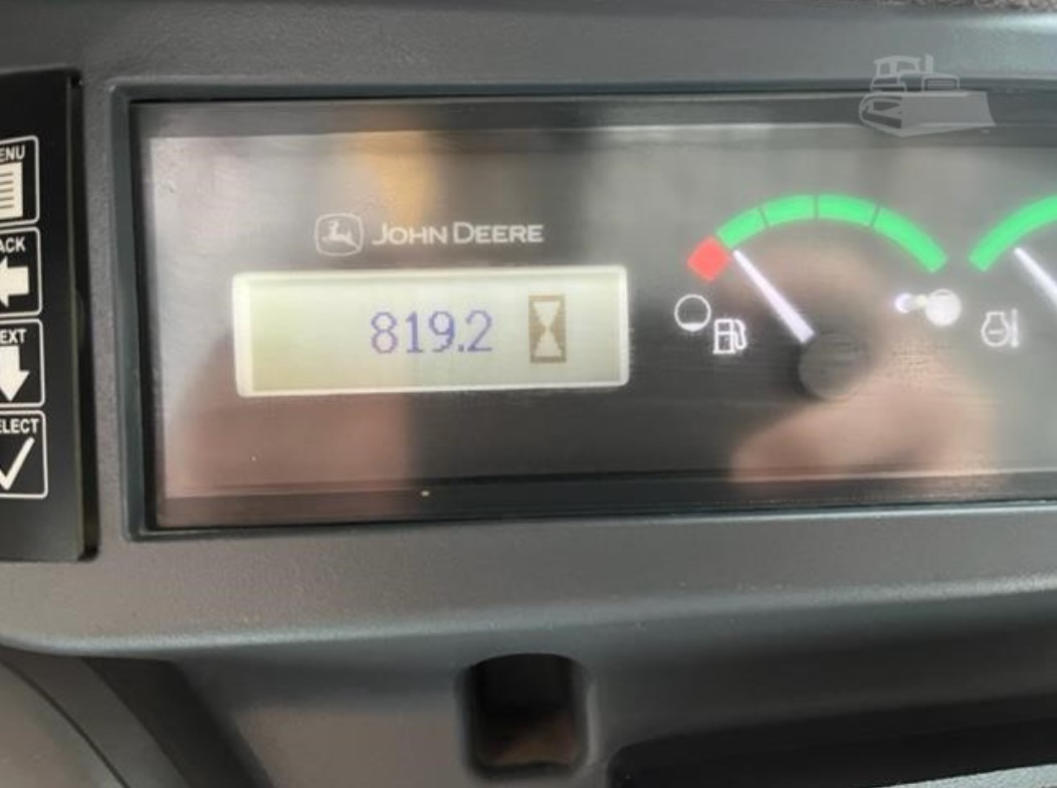 ENU
ACK
EXT
ELECT
JOHN DEERE
819.2